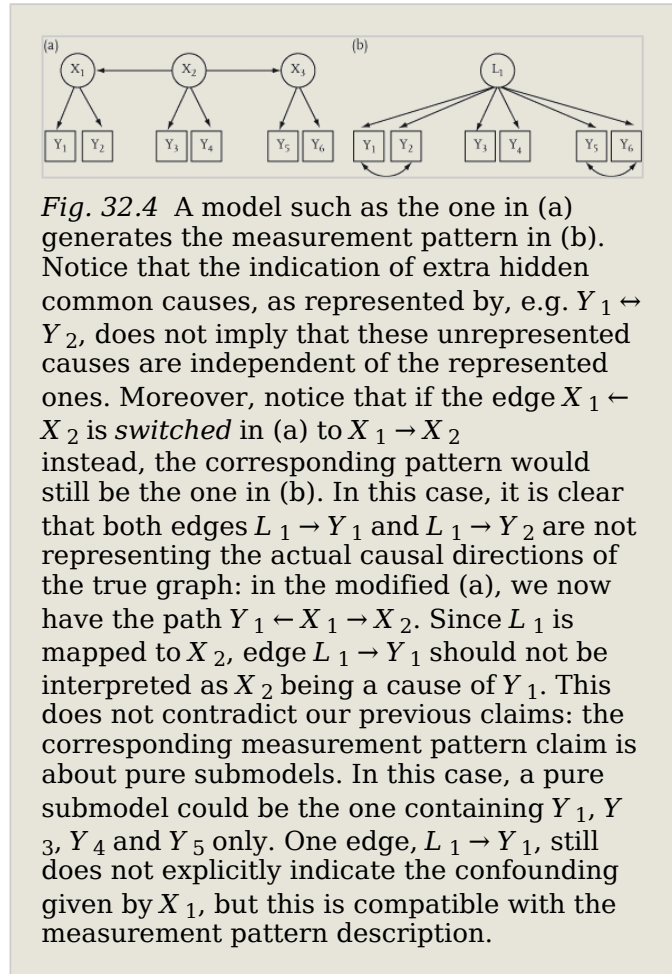 (a) (b)
X1 X2 X3 L1
Y1 Y2 Y3 Y4 Y5 Y6 Y1 Y2 Y3 Y4 Y5 Y6
Fig. 32.4 A model such as the one in (a)
generates the measurement pattern in (b).
Notice that the indication of extra hidden
common causes, as represented by, e.g. Y 1 ↔
Y 2, does not imply that these unrepresented
causes are independent of the represented
ones. Moreover, notice that if the edge X 1 ←
X 2 is switched in (a) to X 1 → X 2
instead, the corresponding pattern would
still be the one in (b). In this case, it is clear
that both edges L 1 → Y 1 and L 1 → Y 2 are not
representing the actual causal directions of
the true graph: in the modified (a), we now
have the path Y 1 ← X 1 → X 2. Since L 1 is
mapped to X 2, edge L 1 → Y 1 should not be
interpreted as X 2 being a cause of Y 1. This
does not contradict our previous claims: the
corresponding measurement pattern claim is
about pure submodels. In this case, a pure
submodel could be the one containing Y 1, Y
3, Y 4 and Y 5 only. One edge, L 1 → Y 1, still
does not explicitly indicate the confounding
given by X 1, but this is compatible with the
measurement pattern description.